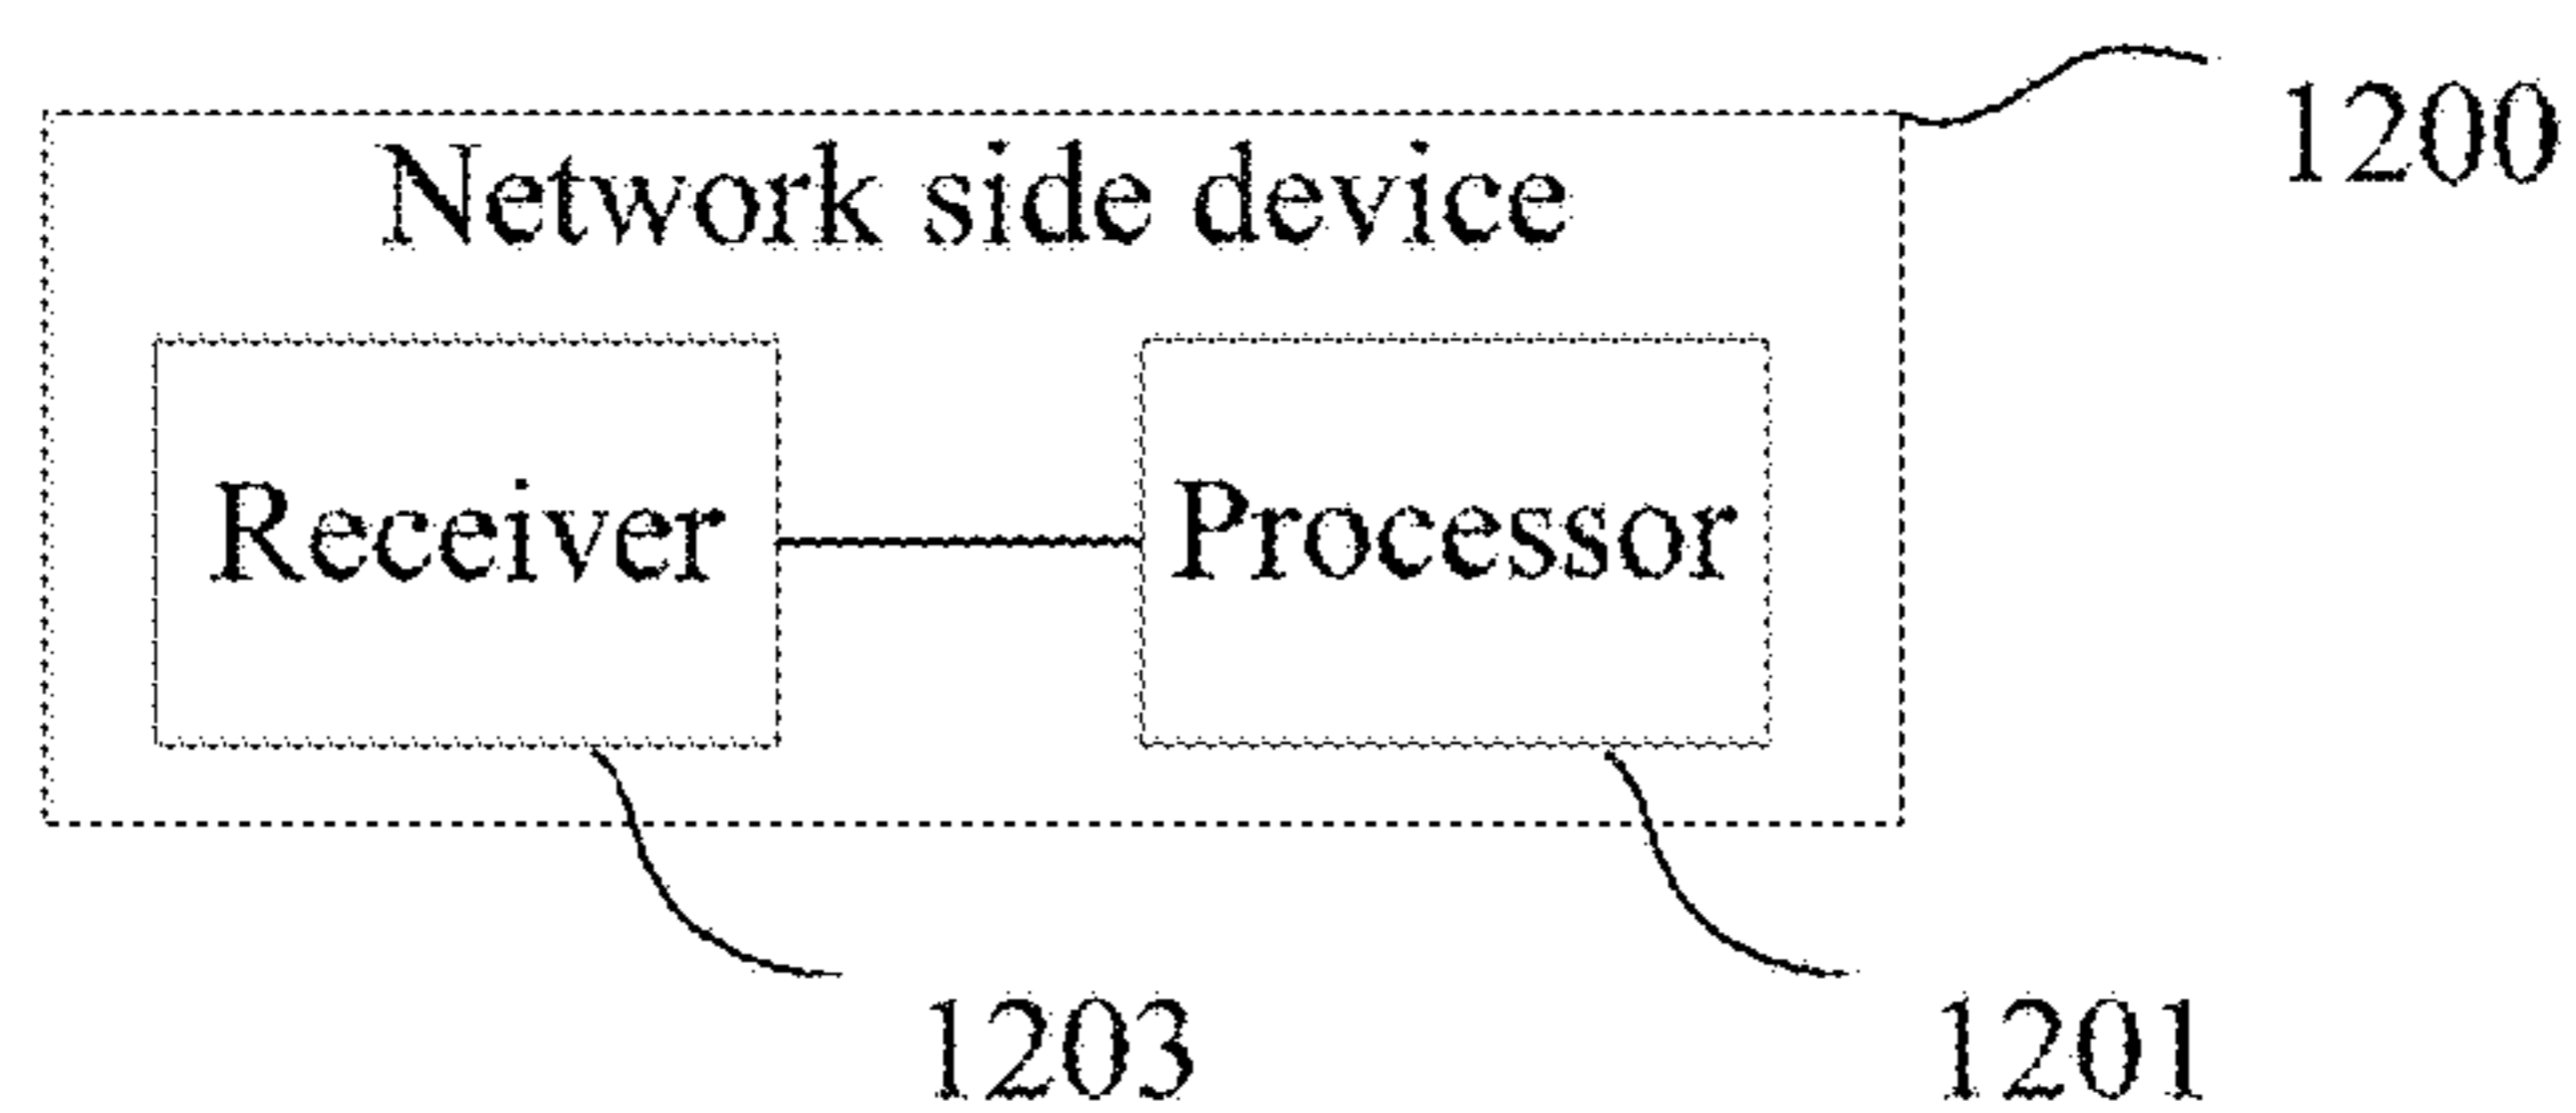 1200
Network side device
Receiver
Processor
1203
1201